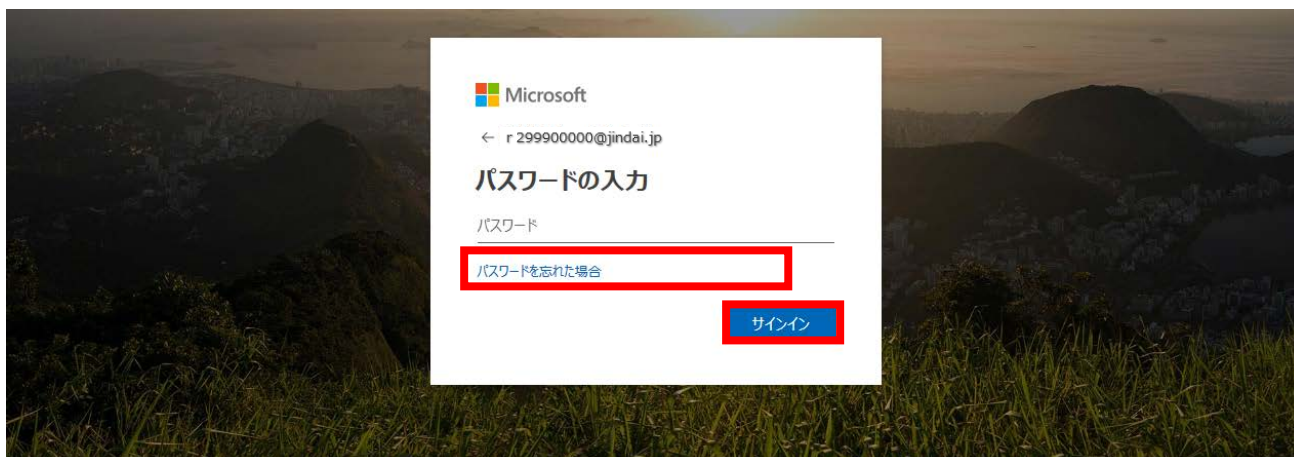 Microsoft
← r 299900000@jindai.jp
パスワードの入力
パスワード
パスワードを忘れた場合
サインイン